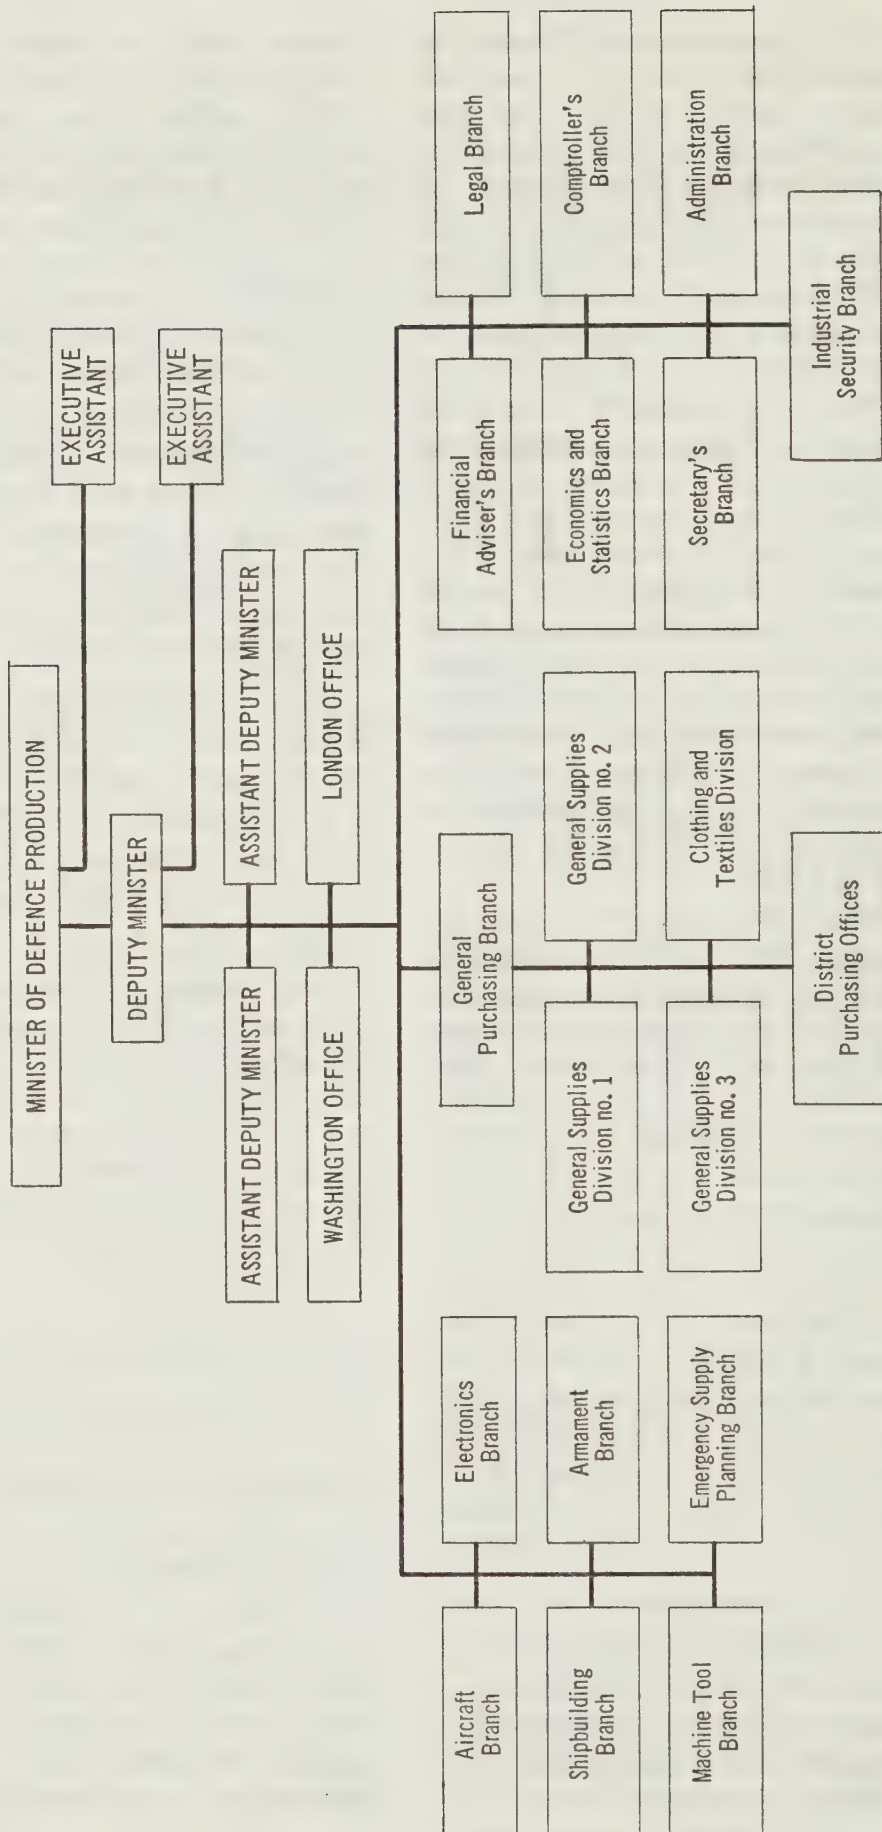 MINISTER OF DEFENCE PRODUCTION
EXECUTIVE
ASSISTANT
DEPUTY MINISTER
EXECUTIVE
ASSISTANT
ASSISTANT DEPUTY MINISTER
ASSISTANT DEPUTY MINISTER
WASHINGTON OFFICE
LONDON OFFICE
Aircraft
Branch
Electronics
Branch
Shipbuilding
Branch
Armament
Branch
Machine Tool
Branch
Emergency Supply
Planning Branch
General
Purchasing Branch
General Supplies
Division no. 1
General Supplies
Division no. 2
General Supplies
Division no. 3
Clothing and
Textiles Division
District
Purchasing Offices
Financial
Adviser's Branch
Legal Branch
Economics and
Statistics Branch
Comptroller's
Branch
Secretary's
Branch
Administration
Branch
Industrial
Security Branch